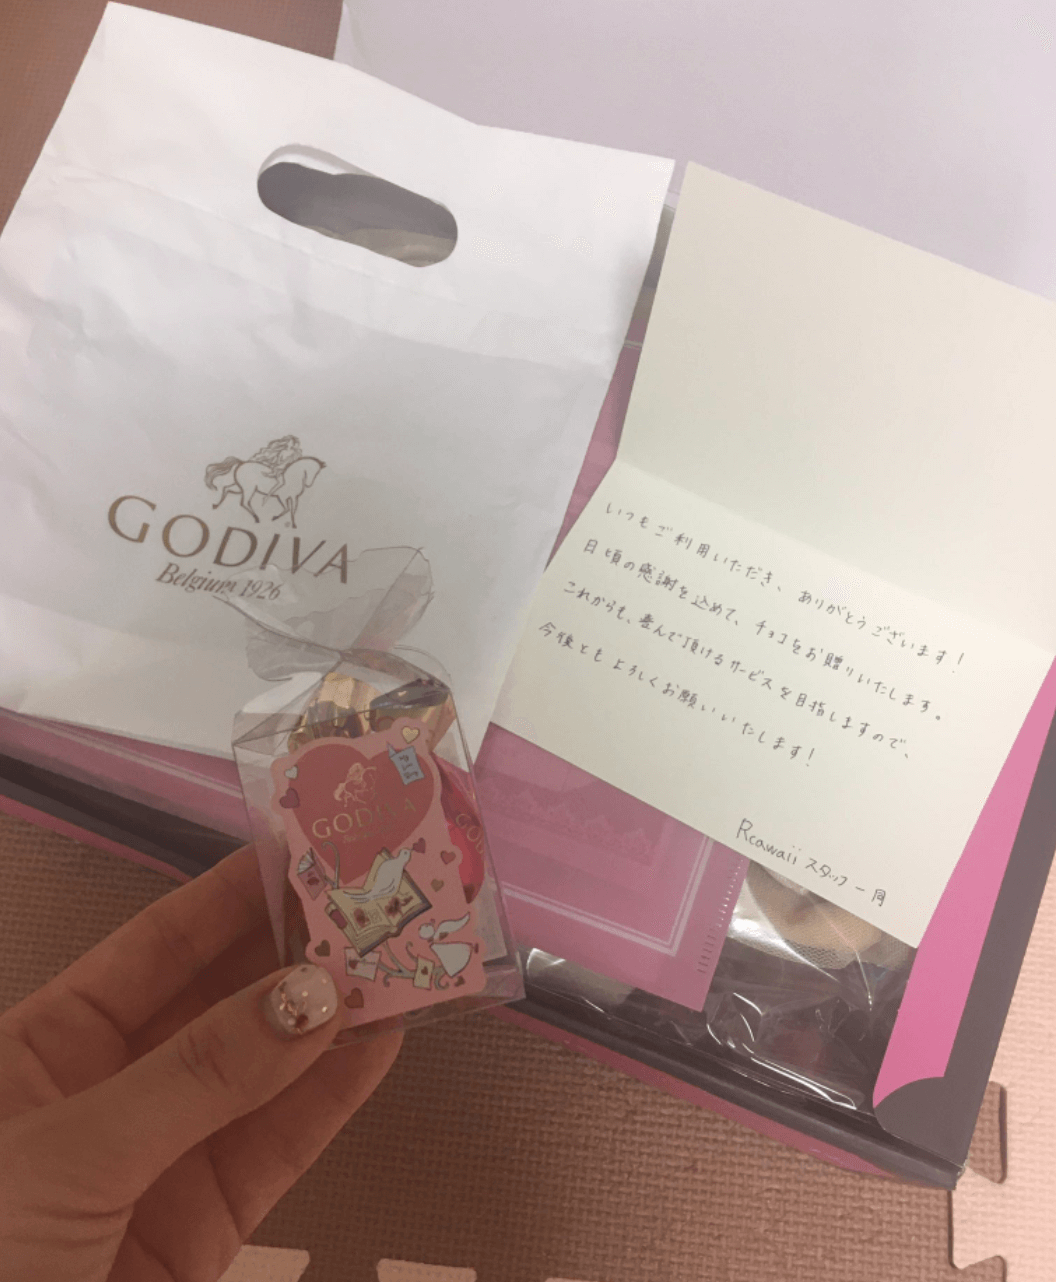 GODIVA
Belgium 1926
いつもご利用いただき、ありがとうございます!
日頃の感謝を込めて、チョコをお贈りいたします。
これからも、喜んで頂けるサービスを目指しますので、
今後ともよろしくお願いいたします!
Rcawaii スタッフ一同
GODIVA